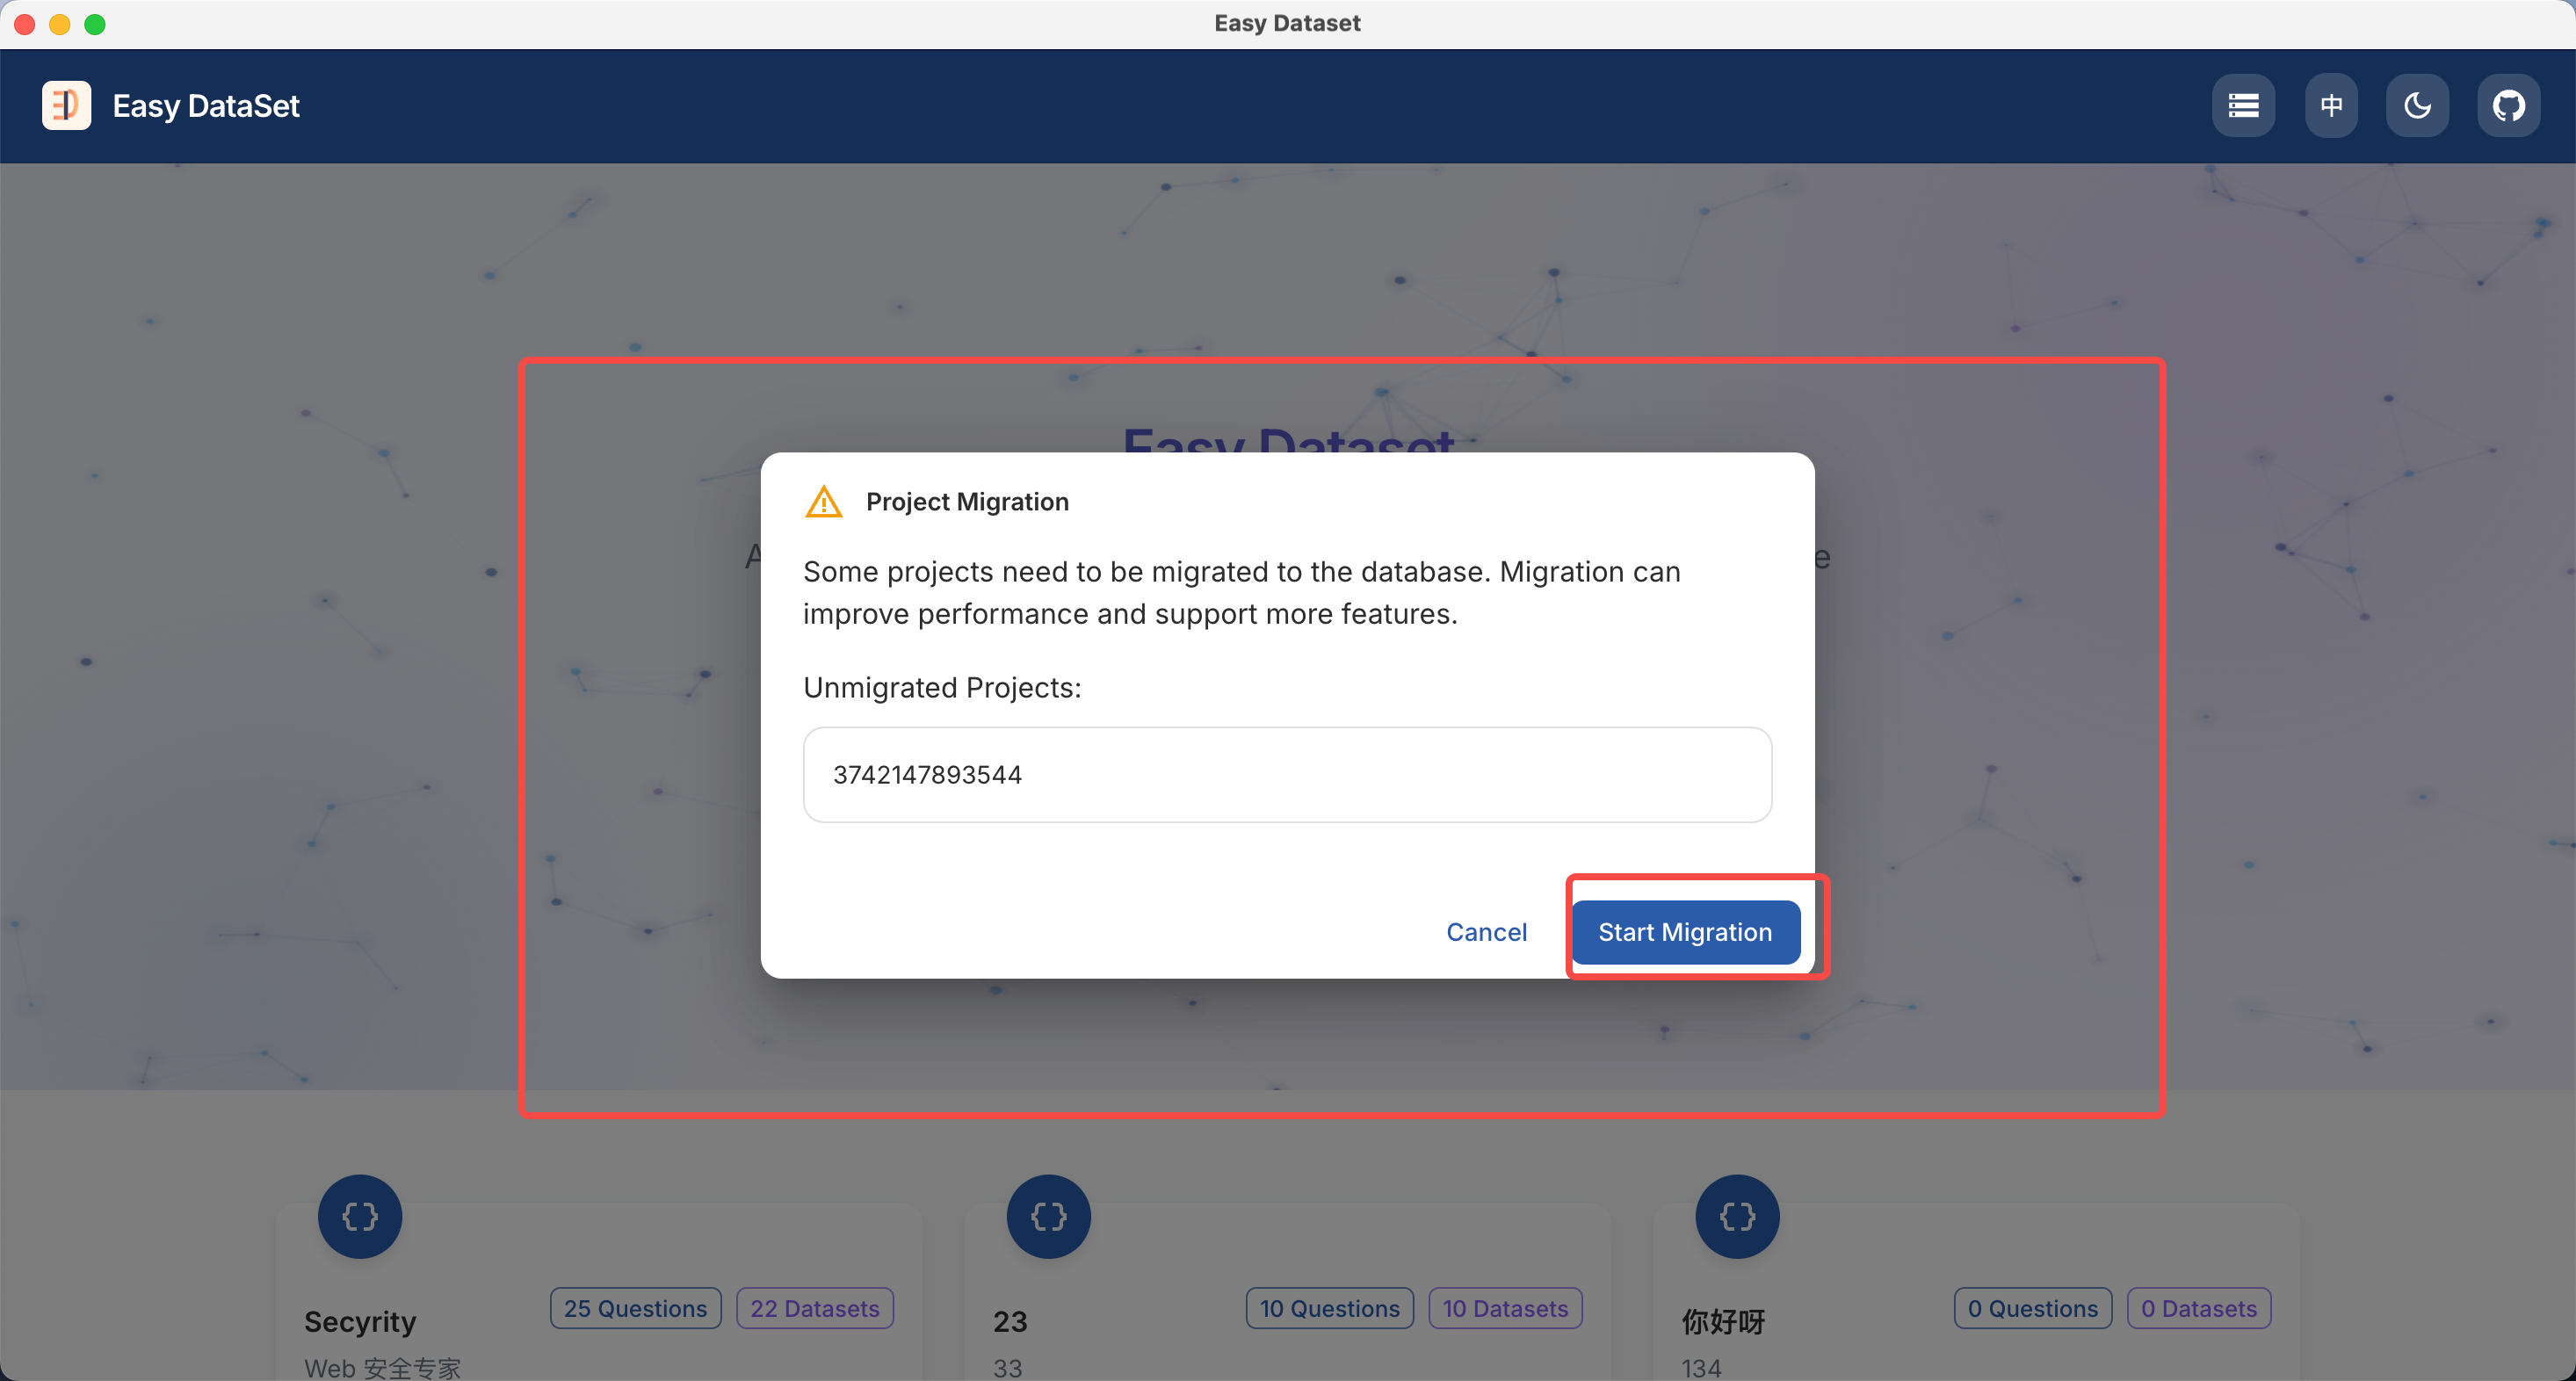 Easy Dataset
Easy DataSet
中
Easy Dataset
Project Migration
Some projects need to be migrated to the database. Migration can
improve performance and support more features.
Unmigrated Projects:
3742147893544
Cancel
Start Migration
Secyrity
25 Questions
22 Datasets
Web 安全专家
23
10 Questions
10 Datasets
33
你好呀
0 Questions
0 Datasets
134